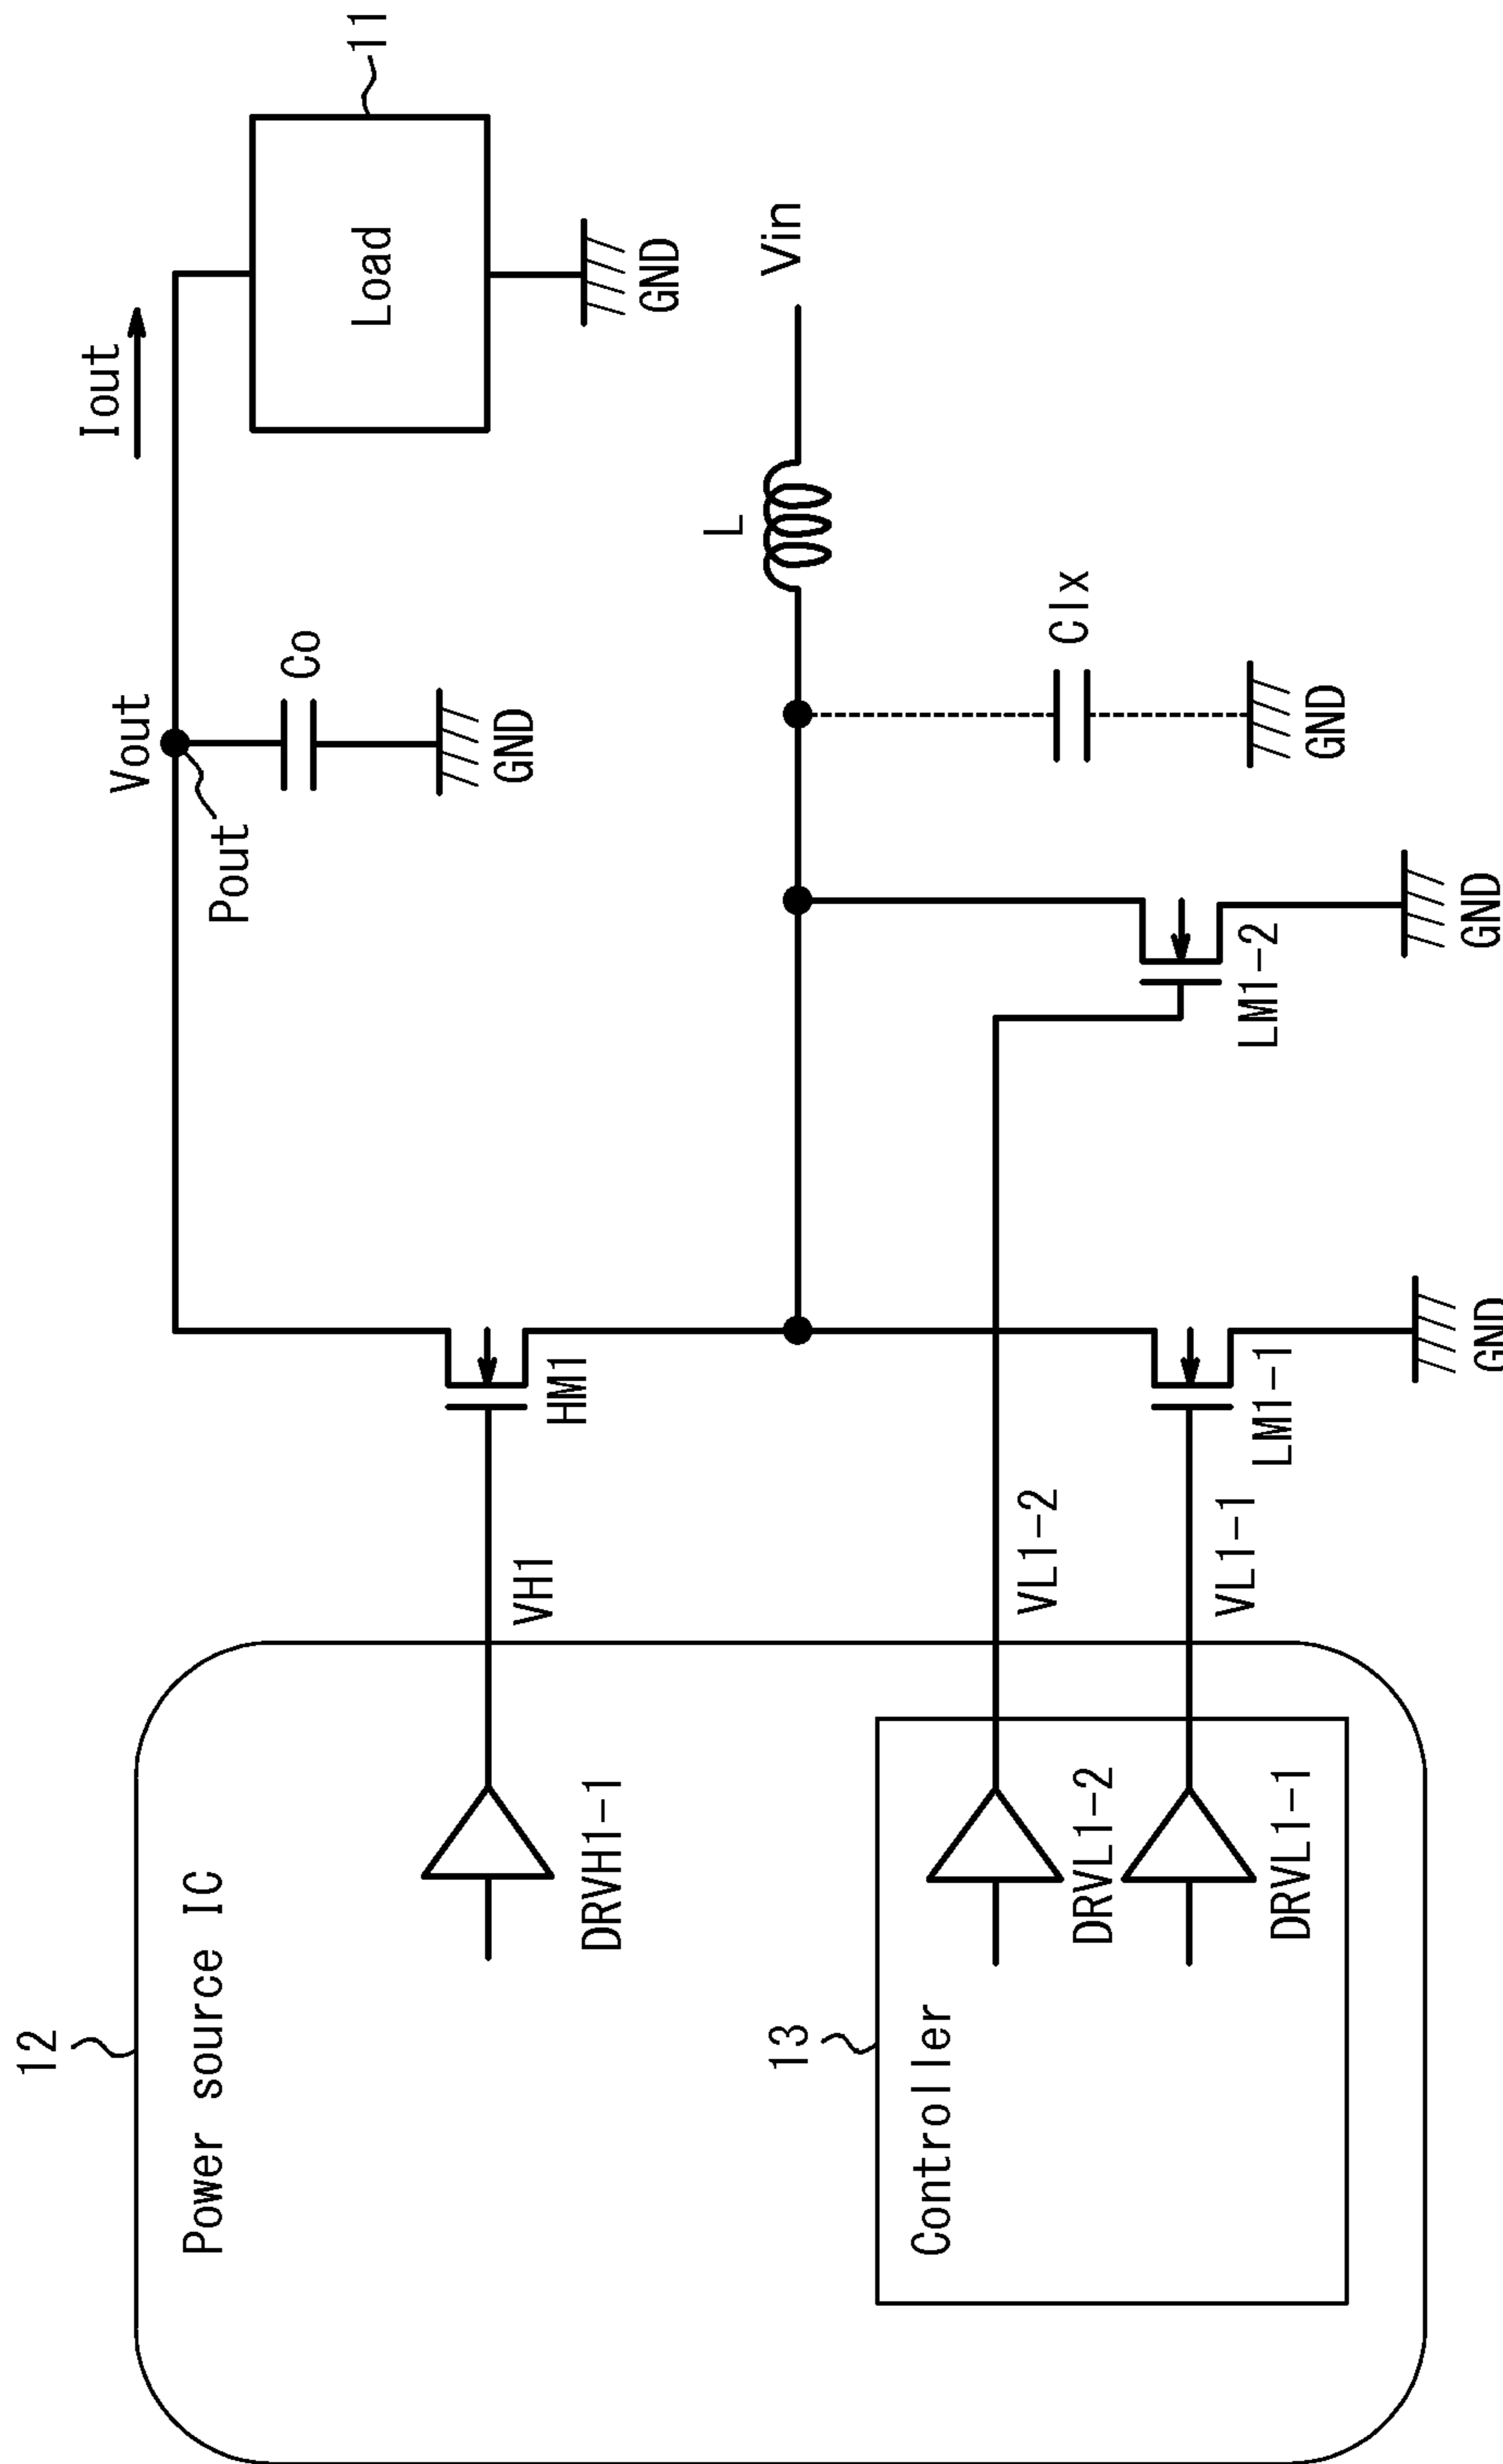 12
Power source IC
DRVH1-1
VH1
HM1
Vout
Pout
Co
GND
Iout
Load
11
GND
L
Vin
Clx
GND
13
Controller
DRVL1-2
VL1-2
LM1-2
GND
DRVL1-1
VL1-1
LM1-1
GND